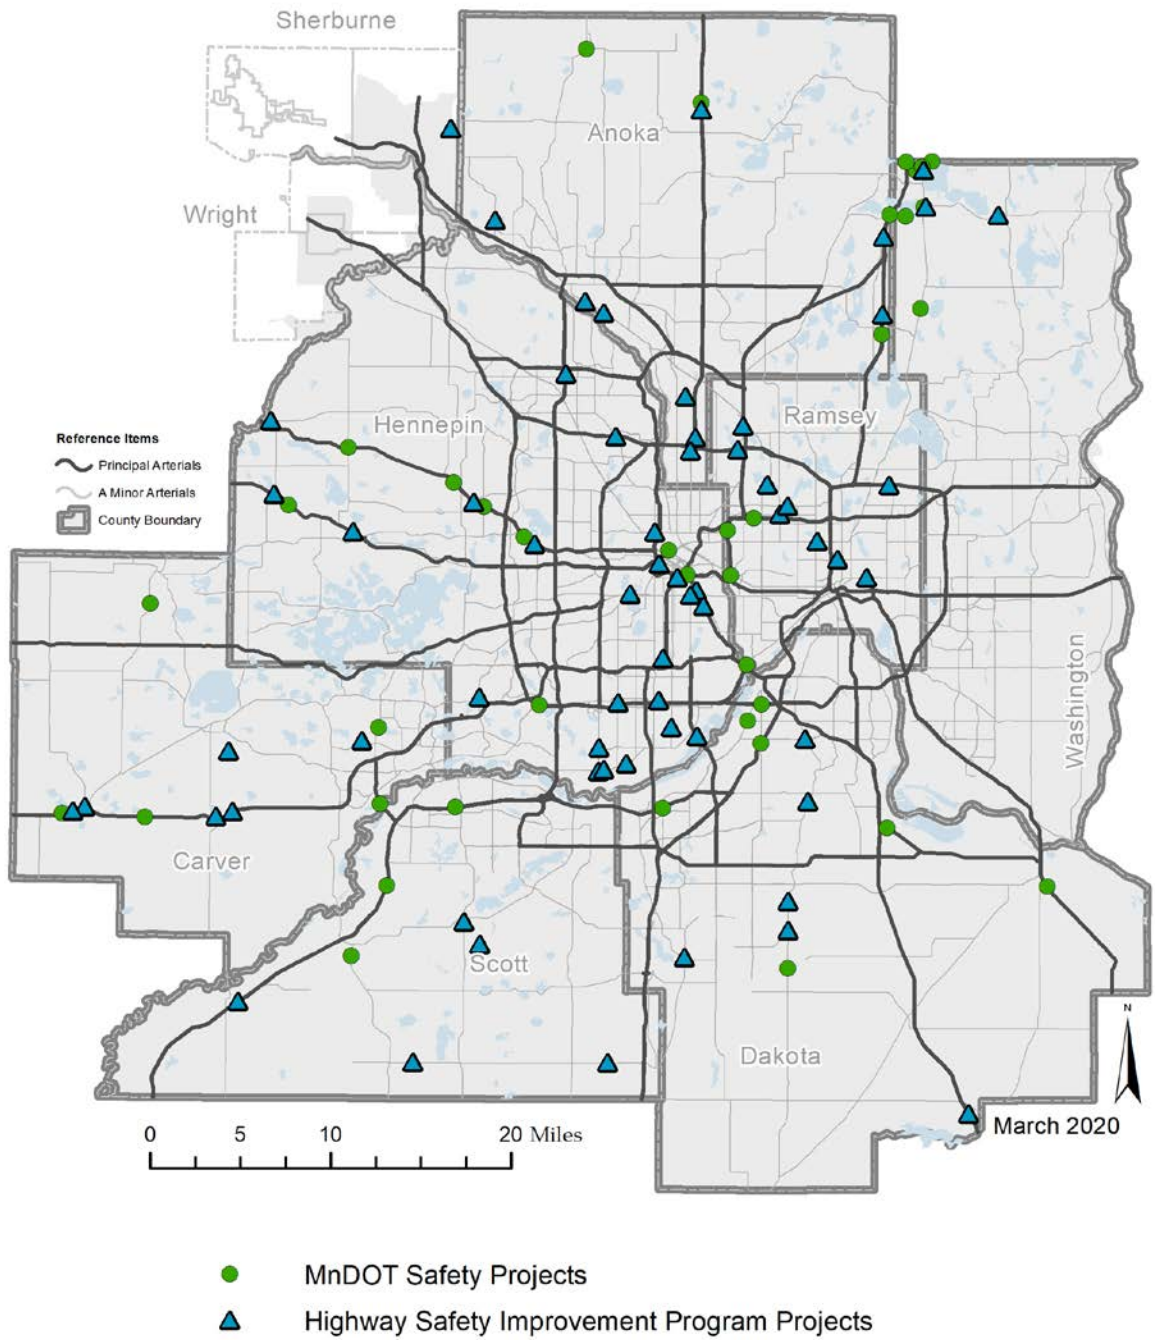 Sherburne
Anoka
Wright
Ramsey
Hennepin
Reference Items
Principal Arterials
A Minor Arterials
County Boundary
Washington
Carver
Scott
Dakota
N
March 2020
0 5 10 20 Miles
MnDOT Safety Projects
Highway Safety Improvement Program Projects